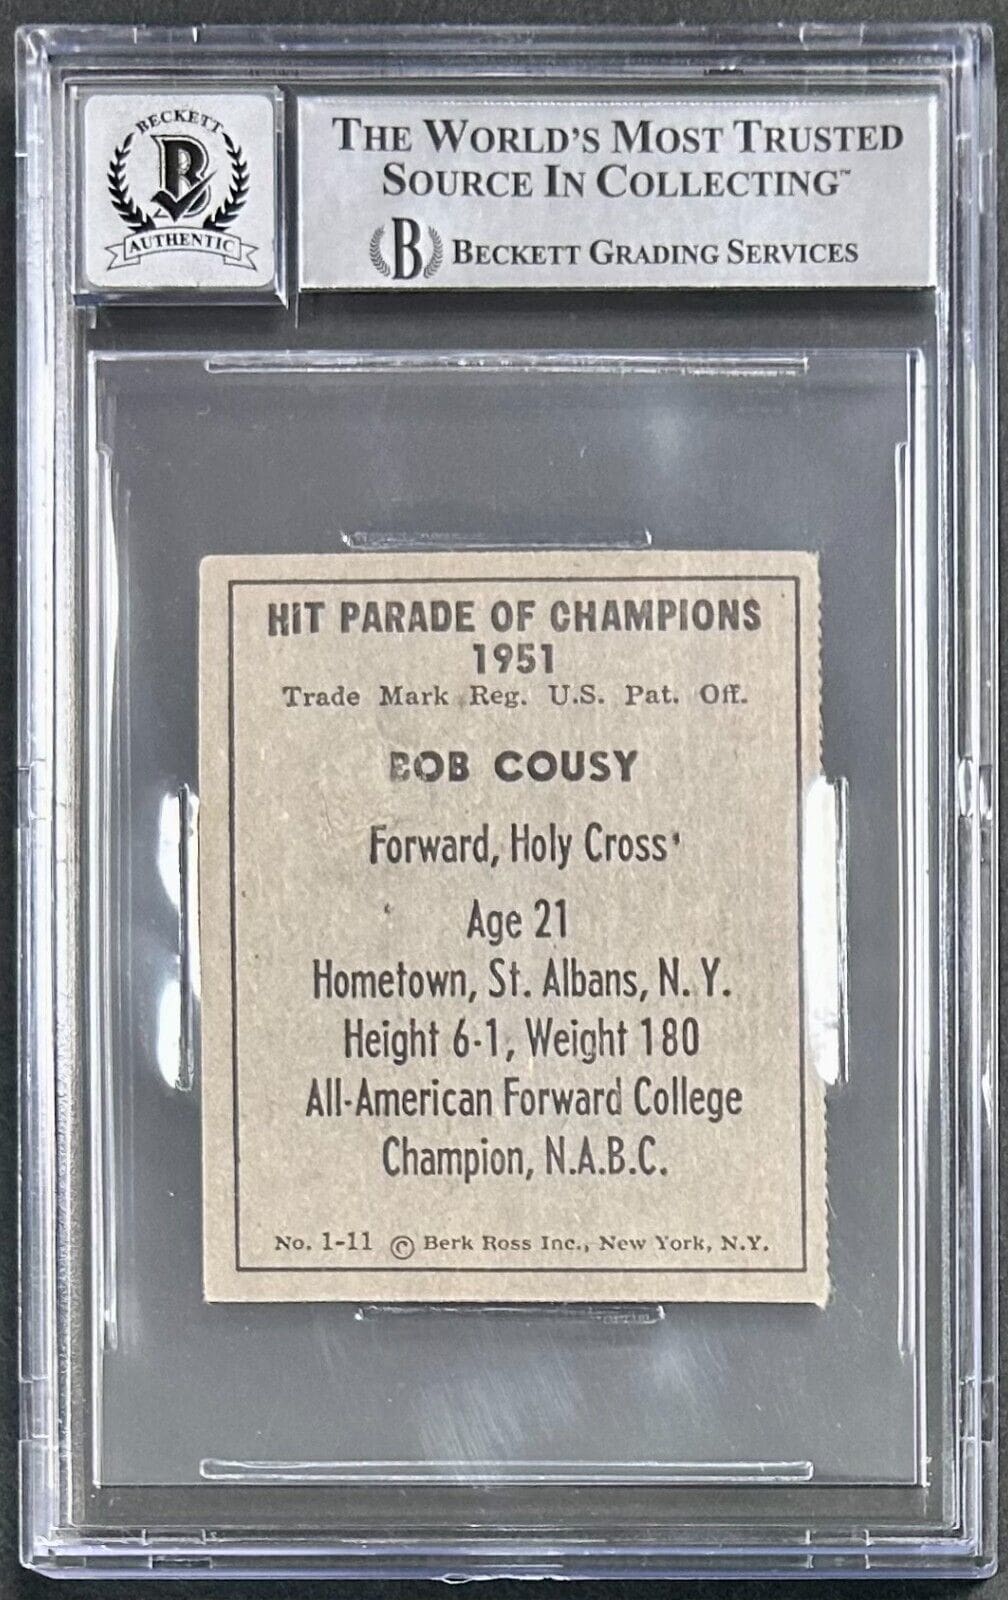 BECKETT
B
AUTHENTIC
THE WORLD'S MOST TRUSTED
SOURCE IN COLLECTING™
B BECKETT GRADING SERVICES
HIT PARADE OF CHAMPIONS
1951
Trade Mark Reg. U.S. Pat. Off.
BOB COUSY
Forward, Holy Cross
Age 21
Hometown, St. Albans, N. Y.
Height 6-1, Weight 180
All-American Forward College
Champion, N.A.B.C.
No. 1-11 © Berk Ross Inc., New York, N.Y.